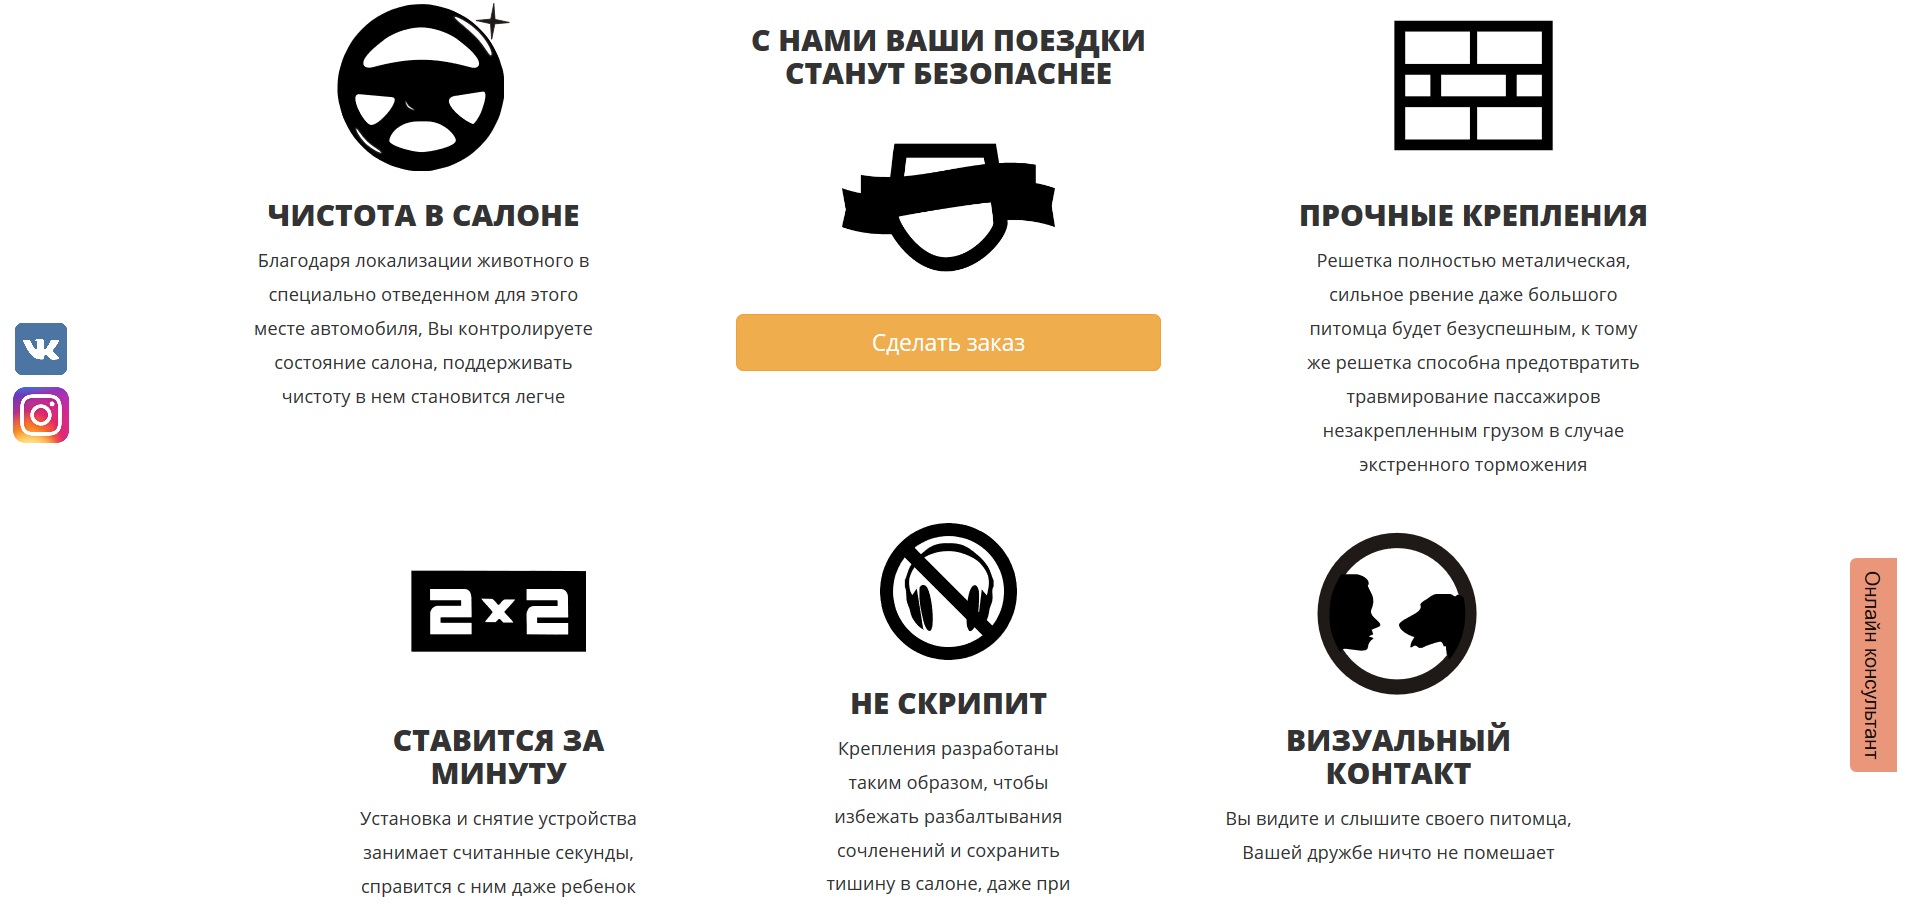 С НАМИ ВАШИ ПОЕЗДКИ
СТАНУТ БЕЗОПАСНЕЕ
ЧИСТОТА В САЛОНЕ
Благодаря локализации животного в
специально отведенном для этого
месте автомобиля, Вы контролируете
состояние салона, поддерживать
чистоту в нем становится легче
Сделать заказ
ПРОЧНЫЕ КРЕПЛЕНИЯ
Решетка полностью металическая,
сильное рвение даже большого
питомца будет безуспешным, к тому
же решетка способна предотвратить
травмирование пассажиров
незакрепленным грузом в случае
экстренного торможения
2x2
СТАВИТСЯ ЗА
МИНУТУ
Установка и снятие устройства
занимает считанные секунды,
справится с ним даже ребенок
НЕ СКРИПИТ
Крепления разработаны
таким образом, чтобы
избежать разбалтывания
сочленений и сохранить
тишину в салоне, даже при
ВИЗУАЛЬНЫЙ
КОНТАКТ
Вы видите и слышите своего питомца,
Вашей дружбе ничто не помешает
Онлайн консультант